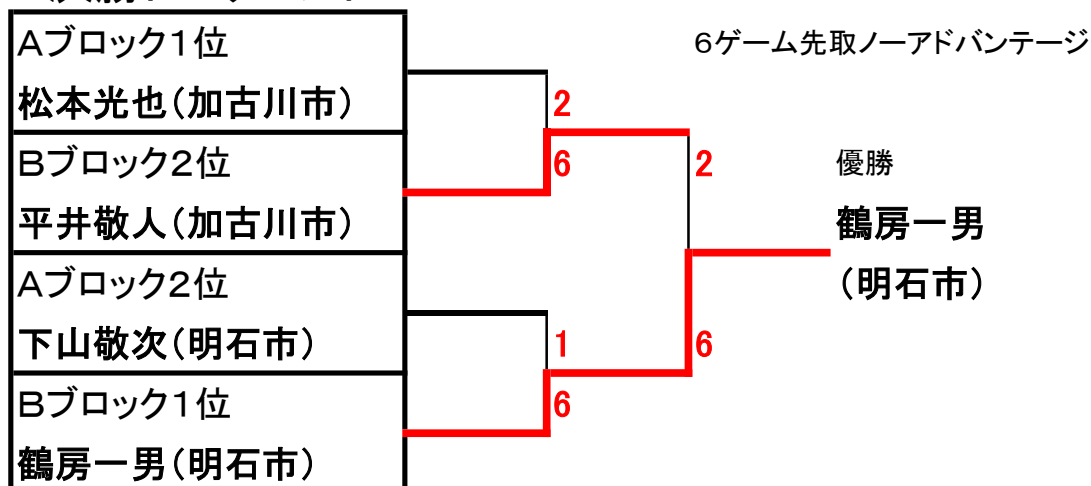 Aブロック1位
6ゲーム先取ノーアドバンテージ
松本光也(加古川市)
2
Bブロック2位
6
2
優勝
平井敬人(加古川市)
鶴房一男
Aブロック2位
(明石市)
下山敬次(明石市)
1
6
Bブロック1位
6
鶴房一男(明石市)